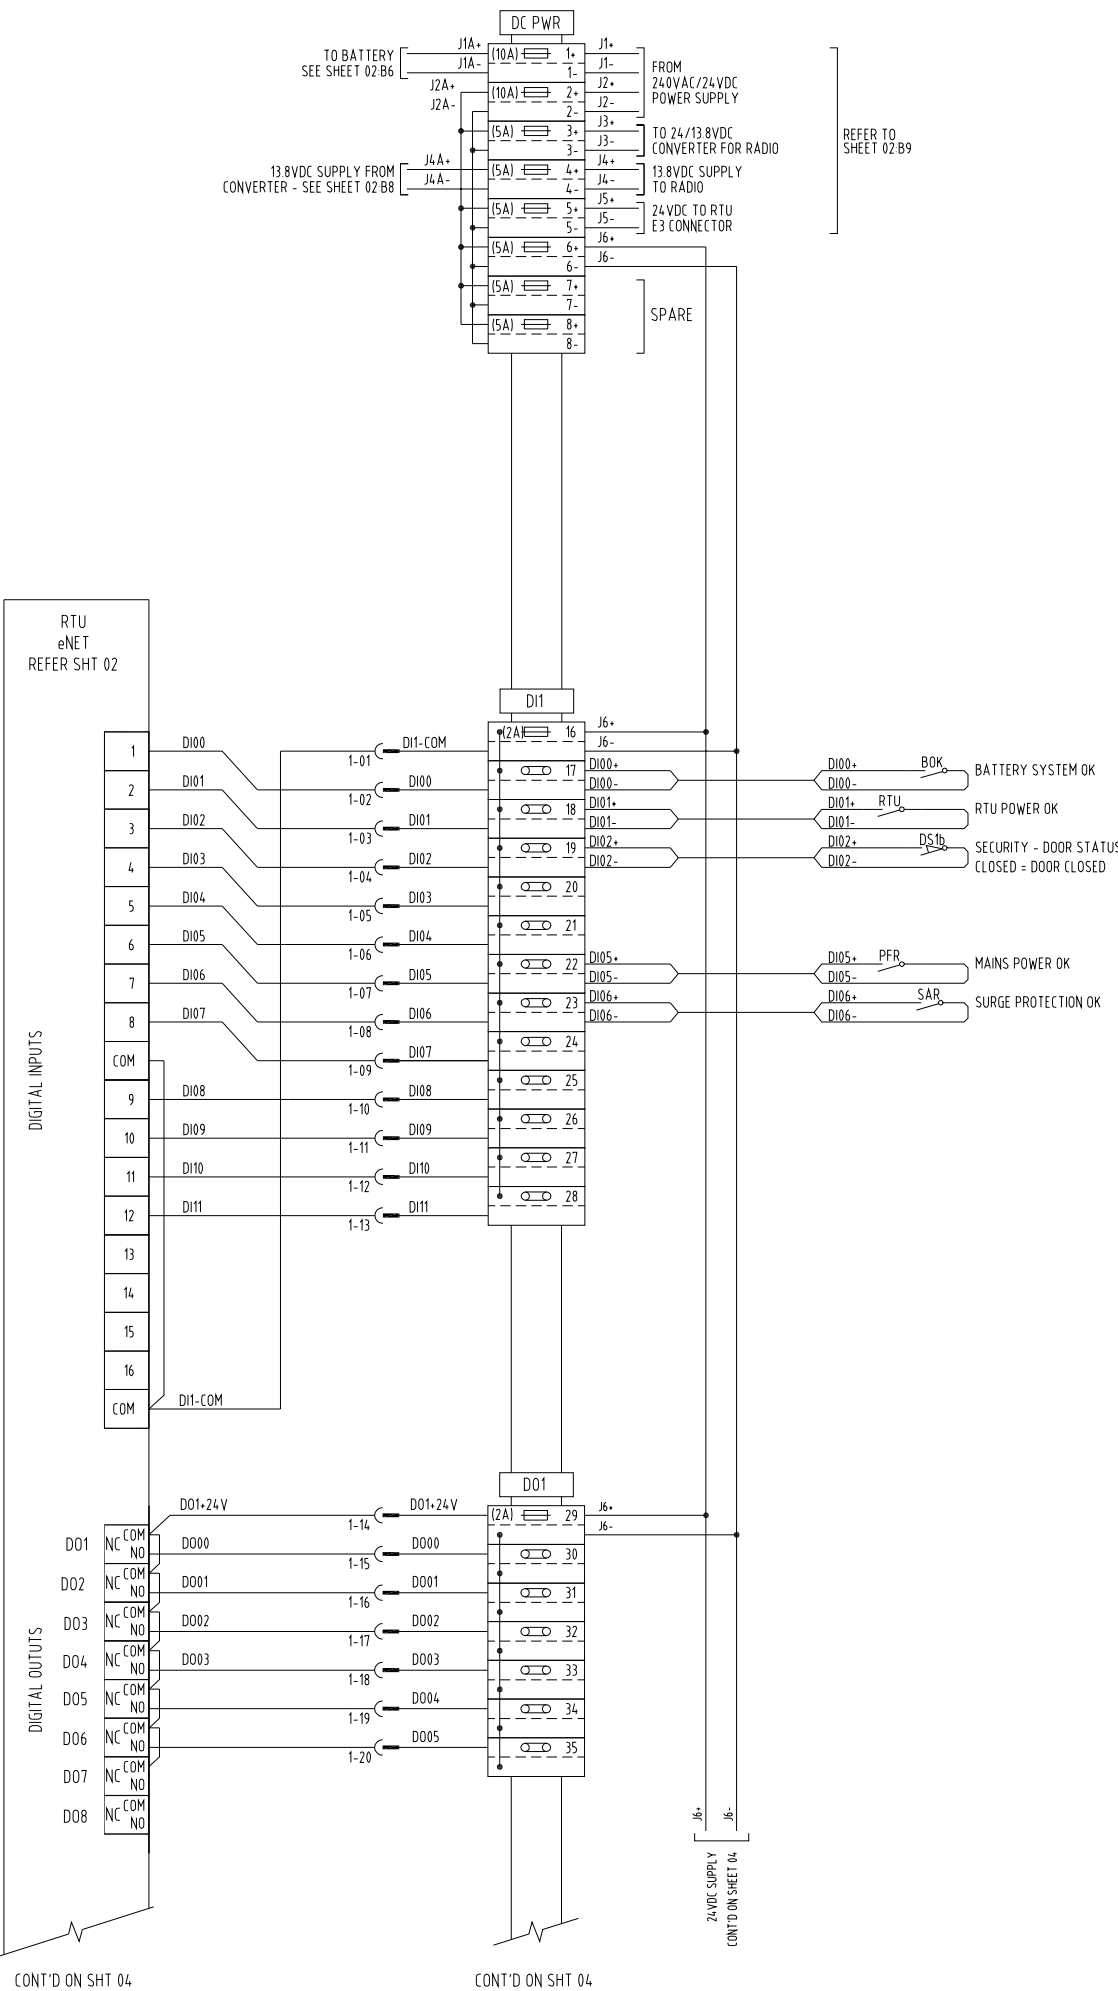 DC PWR
TO BATTERY
SEE SHEET 02:B6
J1A+
J1A-
J2A+
J2A-
13.8VDC SUPPLY FROM
CONVERTER - SEE SHEET 02:B8
J4A+
J4A-
(10A) 1+
1-
(10A) 2+
2-
(5A) 3+
3-
(5A) 4+
4-
(5A) 5+
5-
(5A) 6+
6-
(5A) 7+
7-
(5A) 8+
8-
J1+
J1-
J2+
J2-
J3+
J3-
J4+
J4-
J5+
J5-
J6+
J6-
FROM
240VAC/24VDC
POWER SUPPLY
TO 24/13.8VDC
CONVERTER FOR RADIO
13.8VDC SUPPLY
TO RADIO
24VDC TO RTU
E3 CONNECTOR
SPARE
REFER TO
SHEET 02:B9
RTU
eNET
REFER SHT 02
DIGITAL INPUTS
1
2
3
4
5
6
7
8
COM
9
10
11
12
13
14
15
16
COM
DI00
DI01
DI02
DI03
DI04
DI05
DI06
DI07
DI08
DI09
DI10
DI11
DI1-COM
1-01
1-02
1-03
1-04
1-05
1-06
1-07
1-08
1-09
1-10
1-11
1-12
1-13
DI1-COM
DI00
DI01
DI02
DI03
DI04
DI05
DI06
DI07
DI08
DI09
DI10
DI11
DI1
(2A) 16
17
18
19
20
21
22
23
24
25
26
27
28
J6+
J6-
DI00+
DI00-
DI01+
DI01-
DI02+
DI02-
DI05+
DI05-
DI06+
DI06-
DI00+ BOK
DI00-
BATTERY SYSTEM OK
DI01+ RTU
DI01-
RTU POWER OK
DI02+ DS1b
DI02-
SECURITY - DOOR STATUS
CLOSED = DOOR CLOSED
DI05+ PFR
DI05-
MAINS POWER OK
DI06+ SAR
DI06-
SURGE PROTECTION OK
DIGITAL OUTUTS
DO1 NC COM NO
DO2 NC COM NO
DO3 NC COM NO
DO4 NC COM NO
DO5 NC COM NO
DO6 NC COM NO
DO7 NC COM NO
DO8 NC COM NO
DO1+24V
DO00
DO01
DO02
DO03
1-14
1-15
1-16
1-17
1-18
1-19
1-20
DO1+24V
DO00
DO01
DO02
DO03
DO04
DO05
DO1
(2A) 29
30
31
32
33
34
35
J6+
J6-
J6+
J6-
24VDC SUPPLY
CONT'D ON SHEET 04
CONT'D ON SHT 04
CONT'D ON SHT 04